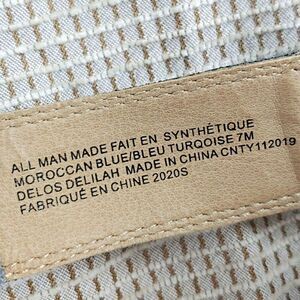 ALL MAN MADE FAIT EN SYNTHÉTIQUE
MOROCCAN BLUE/BLEU TURQOISE 7M
DELOS DELILAH MADE IN CHINA CNTY112019
FABRIQUÉ EN CHINE 2020S